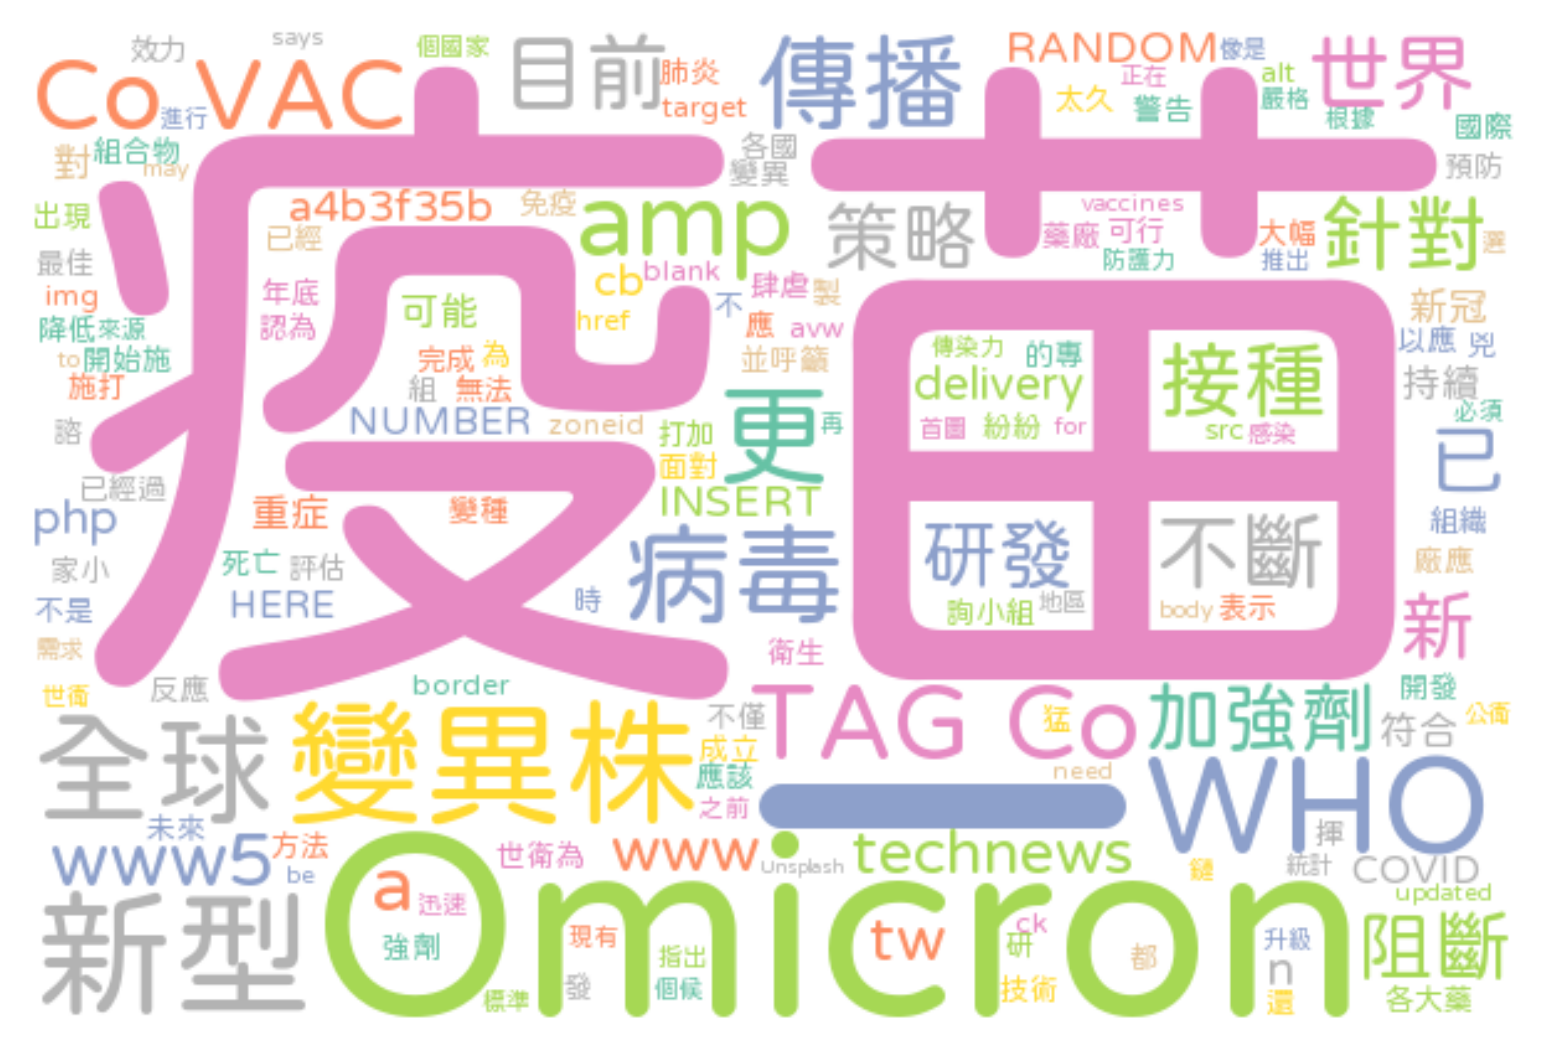 效力
says
個國家
目前
傳播
RANDOM
像是
世界
Co VAC
肺炎
正在
alt
進行
target
太久
警告
嚴格
根據
國際
對
組合物
may
各國
變異
預防
出現
a4b3f35b
免疫
amp
策略
vaccines
藥廠
可行
大幅
針對
選
已經
防護力
推出
最佳
img
疫苗
年底
cb
blank
肆虐
製
新冠
降低
來源
認為
可能
href
不
應
avw
以應
兇
to
開始施
完成
為
並呼籲
傳染力
的專
接種
持續
施打
組
無法
更
delivery
必須
諮
NUMBER
zoneid
打加
再
首圖
紛紛
for
src
感染
已
已經過
面對
php
重症
變種
INSERT
組織
家小
死亡
評估
病毒
研發
不斷
廠應
不是
HERE
時
詢小組
地區
body
表示
新
需求
衛生
世衛
反應
border
TAG Co
加強劑
開發
全球
變異株
不僅
猛
符合
公衛
成立
應該
need
WHO
之前
未來
www5
方法
世衛為
www
technews
揮
be
Unsplash
鏈
統計
COVID
新型
Omicron
a
迅速
updated
強劑
現有
tw
ck
研
都
升級
阻斷
指出
n
標準
發
個候
技術
還
各大藥